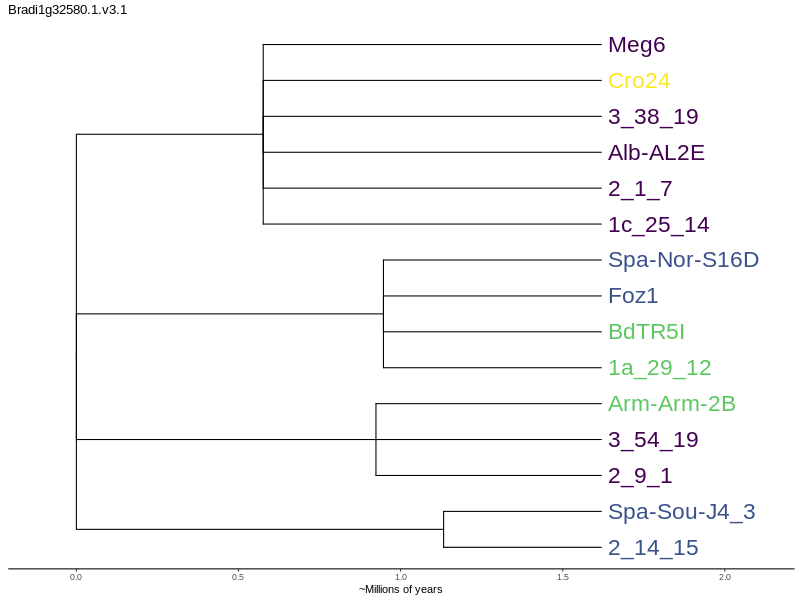 Bradi1g32580.1.v3.1
Meg6
Cro24
3_38_19
Alb-AL2E
2_1_7
1c_25_14
Spa-Nor-S16D
Foz1
BdTR5I
1a_29_12
Arm-Arm-2B
3_54_19
2_9_1
Spa-Sou-J4_3
2_14_15
0.0 0.5 1.0 1.5 2.0
~Millions of years